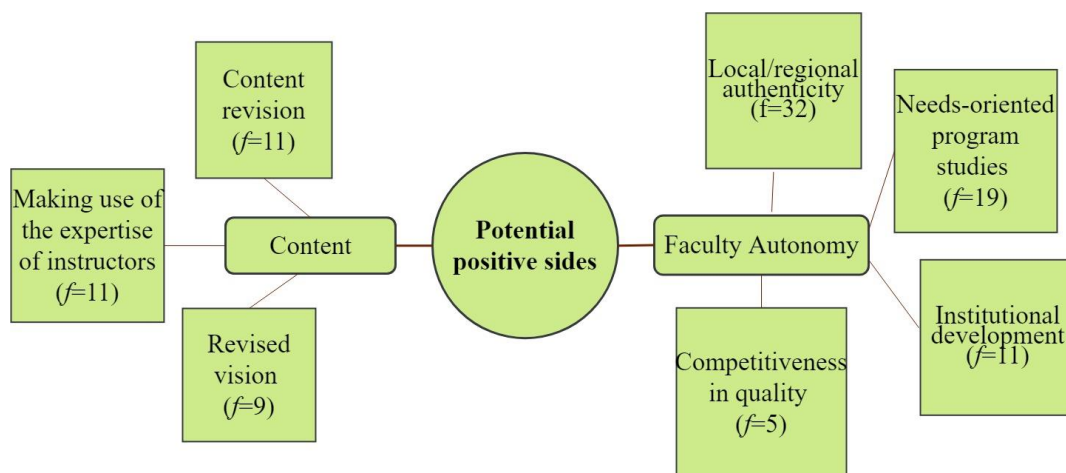 Content
revision
(f=11)
Making use of
the expertise
of instructors
(f=11)
Content
Revised
vision
(f=9)
Potential
positive sides
Local/regional
authenticity
(f=32)
Needs-oriented
program
studies
(f=19)
Faculty Autonomy
Institutional
development
(f=11)
Competitiveness
in quality
(f=5)